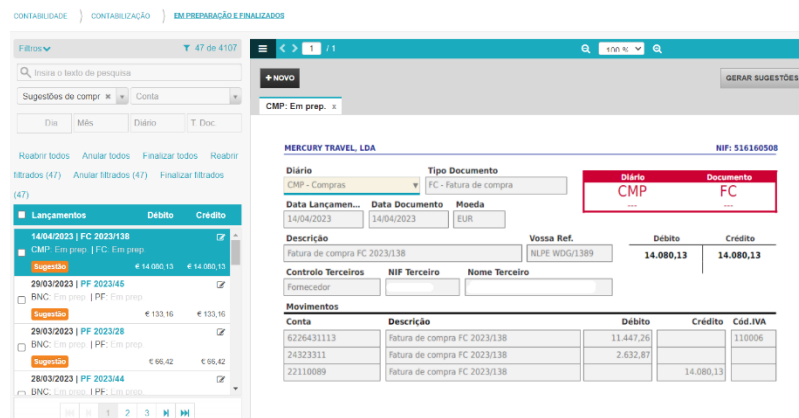 CONTABILIDADE ) CONTABILIZAÇÃO ) EM PREPARAÇÃO E FINALIZADOS
Filtros 47 de 4107
Insira o texto de pesquisa
Sugestões de compr × Conta
Dia Mês Diário T. Doc.
Reabrir todos Anular todos Finalizar todos Reabrir
filtrados (47) Anular filtrados (47) Finalizar filtrados
(47)
Lançamentos Débito Crédito
14/04/2023 | FC 2023/138
CMP: Em prep. | FC: Em prep.
Sugestão € 14.080,13 € 14.080,13
29/03/2023 | PF 2023/45
BNC: Em prep. | PF: Em prep.
Sugestão € 133,16 € 133,16
29/03/2023 | PF 2023/28
BNC: Em prep. | PF: Em prep.
Sugestão € 66,42 € 66,42
28/03/2023 | PF 2023/44
BNC: Em prep. | PF: Em prep.
1 2 3
1 / 1 100 %
+ NOVO GERAR SUGESTÕES
CMP: Em prep. x
MERCURY TRAVEL, LDA NIF: 516160508
Diário Tipo Documento
CMP - Compras FC - Fatura de compra
Diário Documento
CMP FC
--- ---
Data Lançamen... Data Documento Moeda
14/04/2023 14/04/2023 EUR
Descrição Vossa Ref.
Fatura de compra FC 2023/138 NLPE WDG/1389
Débito Crédito
14.080,13 14.080,13
Controlo Terceiros NIF Terceiro Nome Terceiro
Fornecedor
Movimentos
Conta Descrição Débito Crédito Cód.IVA
6226431113 Fatura de compra FC 2023/138 11.447,26 110006
24323311 Fatura de compra FC 2023/138 2.632,87
22110089 Fatura de compra FC 2023/138 14.080,13